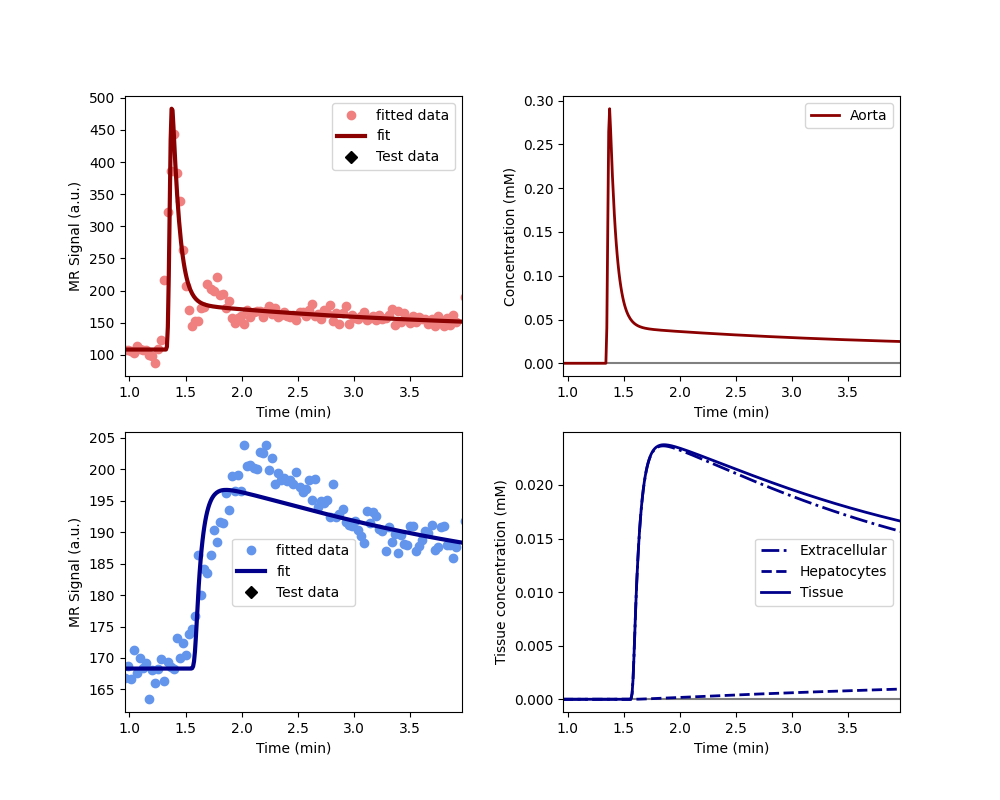 500
450
400
350
300
250
200
150
100
MR Signal (a.u.)
1.0 1.5 2.0 2.5 3.0 3.5
Time (min)
fitted data
fit
Test data
0.30
0.25
0.20
0.15
0.10
0.05
0.00
Concentration (mM)
1.0 1.5 2.0 2.5 3.0 3.5
Time (min)
Aorta
205
200
195
190
185
180
175
170
165
MR Signal (a.u.)
1.0 1.5 2.0 2.5 3.0 3.5
Time (min)
fitted data
fit
Test data
0.020
0.015
0.010
0.005
0.000
Tissue concentration (mM)
1.0 1.5 2.0 2.5 3.0 3.5
Time (min)
Extracellular
Hepatocytes
Tissue